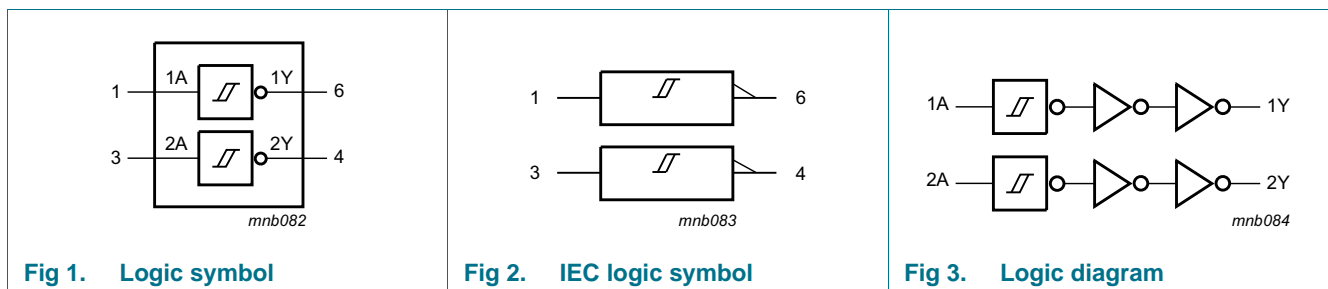 1 1A 1Y 6
3 2A 2Y 4
mnb082
Fig 1. Logic symbol
1 6
3 4
mnb083
Fig 2. IEC logic symbol
1A 1Y
2A 2Y
mnb084
Fig 3. Logic diagram